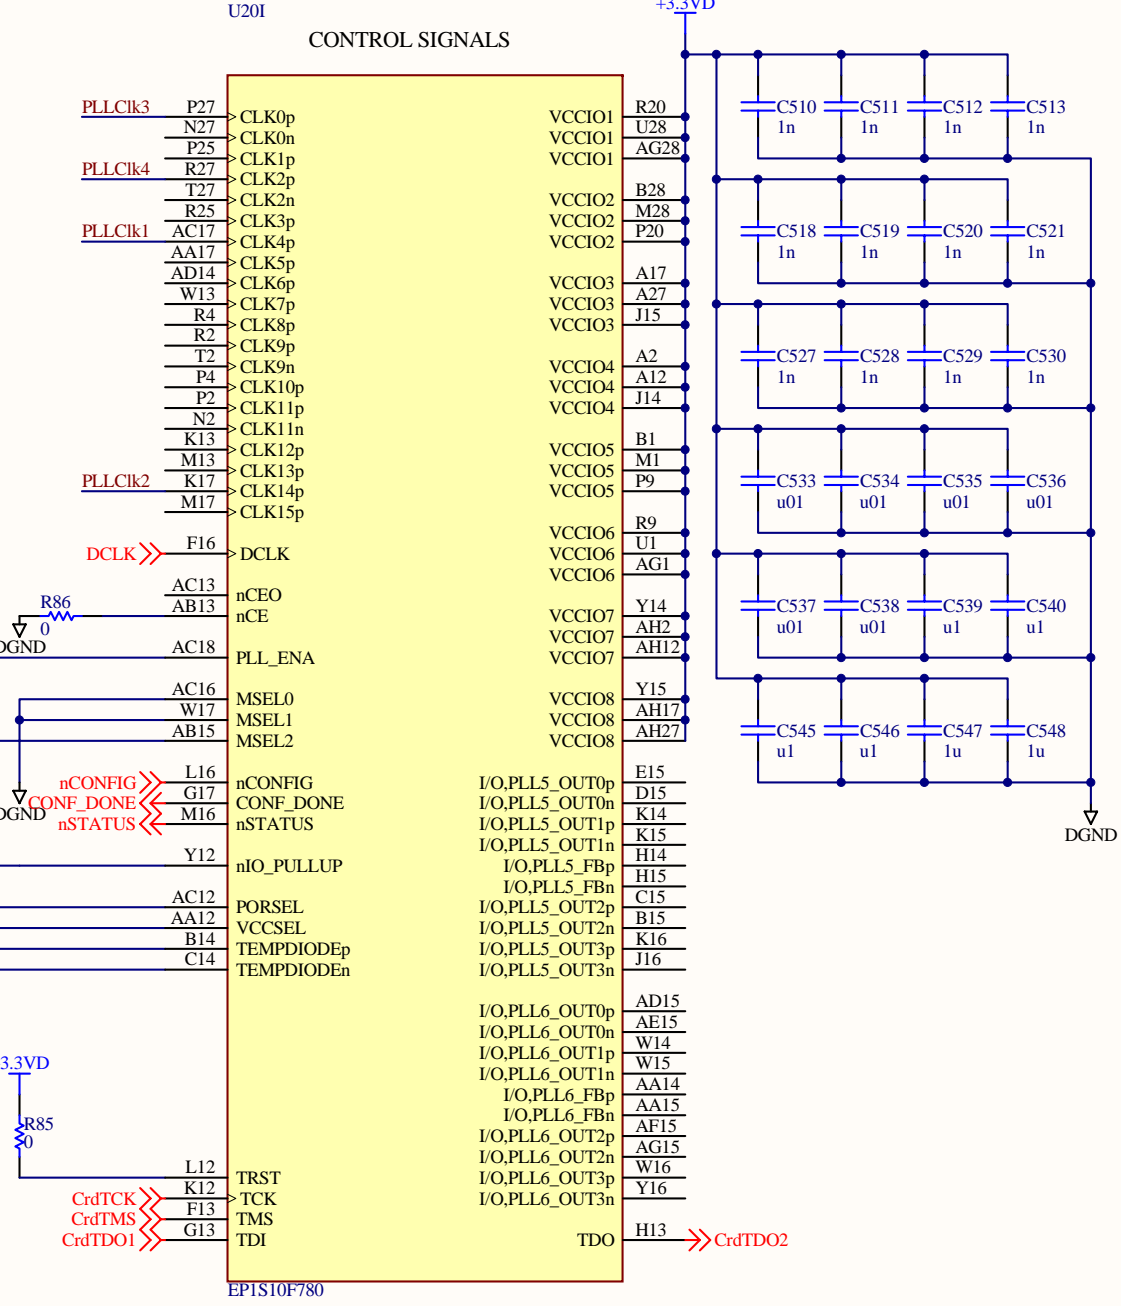 U20I
+3.3VD
CONTROL SIGNALS
PLLClk3 P27 CLK0p
N27 CLK0n
P25 CLK1p
PLLClk4 R27 CLK2p
T27 CLK2n
R25 CLK3p
PLLClk1 AC17 CLK4p
AA17 CLK5p
AD14 CLK6p
W13 CLK7p
R4 CLK8p
R2 CLK9p
T2 CLK9n
P4 CLK10p
P2 CLK11p
N2 CLK11n
K13 CLK12p
M13 CLK13p
PLLClk2 K17 CLK14p
M17 CLK15p
DCLK F16 DCLK
AC13 nCEO
R86 AB13 nCE
0
DGND
AC18 PLL_ENA
AC16 MSEL0
W17 MSEL1
AB15 MSEL2
nCONFIG L16 nCONFIG
DGND CONF_DONE G17 CONF_DONE
nSTATUS M16 nSTATUS
Y12 nIO_PULLUP
AC12 PORSEL
AA12 VCCSEL
B14 TEMPDIODEp
C14 TEMPDIODEn
3.3VD
R85
0
L12 TRST
CrdTCK K12 TCK
CrdTMS F13 TMS
CrdTDO1 G13 TDI
VCCIO1 R20
VCCIO1 U28
VCCIO1 AG28
VCCIO2 B28
VCCIO2 M28
VCCIO2 P20
VCCIO3 A17
VCCIO3 A27
VCCIO3 J15
VCCIO4 A2
VCCIO4 A12
VCCIO4 J14
VCCIO5 B1
VCCIO5 M1
VCCIO5 P9
VCCIO6 R9
VCCIO6 U1
VCCIO6 AG1
VCCIO7 Y14
VCCIO7 AH2
VCCIO7 AH12
VCCIO8 Y15
VCCIO8 AH17
VCCIO8 AH27
I/O,PLL5_OUT0p E15
I/O,PLL5_OUT0n D15
I/O,PLL5_OUT1p K14
I/O,PLL5_OUT1n K15
I/O,PLL5_FBp H14
I/O,PLL5_FBn H15
I/O,PLL5_OUT2p C15
I/O,PLL5_OUT2n B15
I/O,PLL5_OUT3p K16
I/O,PLL5_OUT3n J16
I/O,PLL6_OUT0p AD15
I/O,PLL6_OUT0n AE15
I/O,PLL6_OUT1p W14
I/O,PLL6_OUT1n W15
I/O,PLL6_FBp AA14
I/O,PLL6_FBn AA15
I/O,PLL6_OUT2p AF15
I/O,PLL6_OUT2n AG15
I/O,PLL6_OUT3p W16
I/O,PLL6_OUT3n Y16
TDO H13 CrdTDO2
EP1S10F780
C510 C511 C512 C513
1n 1n 1n 1n
C518 C519 C520 C521
1n 1n 1n 1n
C527 C528 C529 C530
1n 1n 1n 1n
C533 C534 C535 C536
u01 u01 u01 u01
C537 C538 C539 C540
u01 u01 u1 u1
C545 C546 C547 C548
u1 u1 1u 1u
DGND